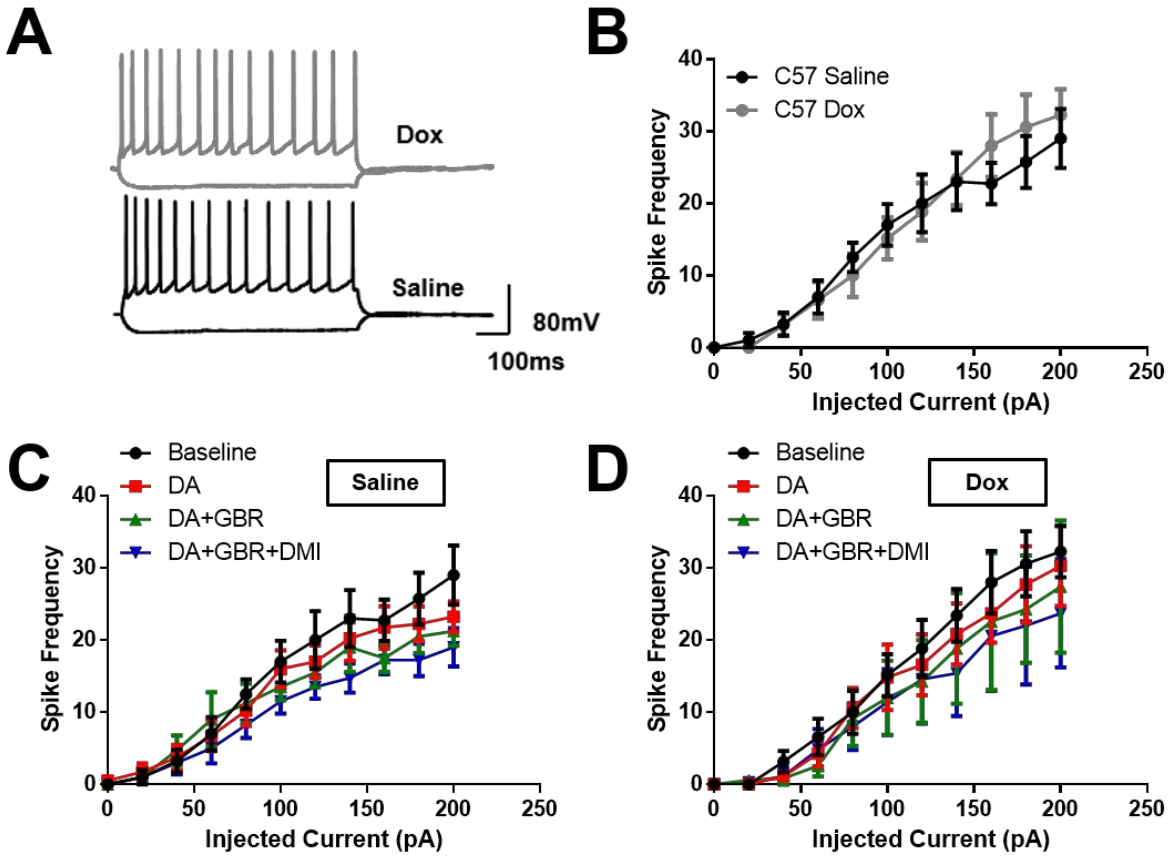 A
Dox
Saline
80mV
100ms
B
C57 Saline
C57 Dox
Spike Frequency
40
30
20
10
0
0 50 100 150 200 250
Injected Current (pA)
C
Baseline
DA
DA+GBR
DA+GBR+DMI
Saline
Spike Frequency
40
30
20
10
0
0 50 100 150 200 250
Injected Current (pA)
D
Baseline
DA
DA+GBR
DA+GBR+DMI
Dox
Spike Frequency
40
30
20
10
0
0 50 100 150 200 250
Injected Current (pA)